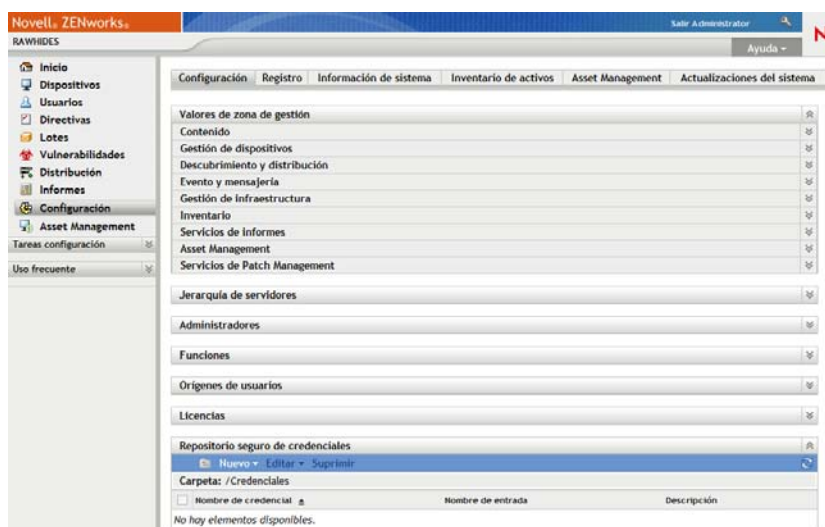 Novell® ZENworks®
Salir Administrator
RAWHIDES
Ayuda
Inicio
Dispositivos
Usuarios
Directivas
Lotes
Vulnerabilidades
Distribución
Informes
Configuración
Asset Management
Tareas configuración
Uso frecuente
Configuración Registro Información de sistema Inventario de activos Asset Management Actualizaciones del sistema
Valores de zona de gestión
Contenido
Gestión de dispositivos
Descubrimiento y distribución
Evento y mensajería
Gestión de infraestructura
Inventario
Servicios de informes
Asset Management
Servicios de Patch Management
Jerarquía de servidores
Administradores
Funciones
Orígenes de usuarios
Licencias
Repositorio seguro de credenciales
Nuevo Editar Suprimir
Carpeta: /Credenciales
Nombre de credencial Nombre de entrada Descripción
No hay elementos disponibles.